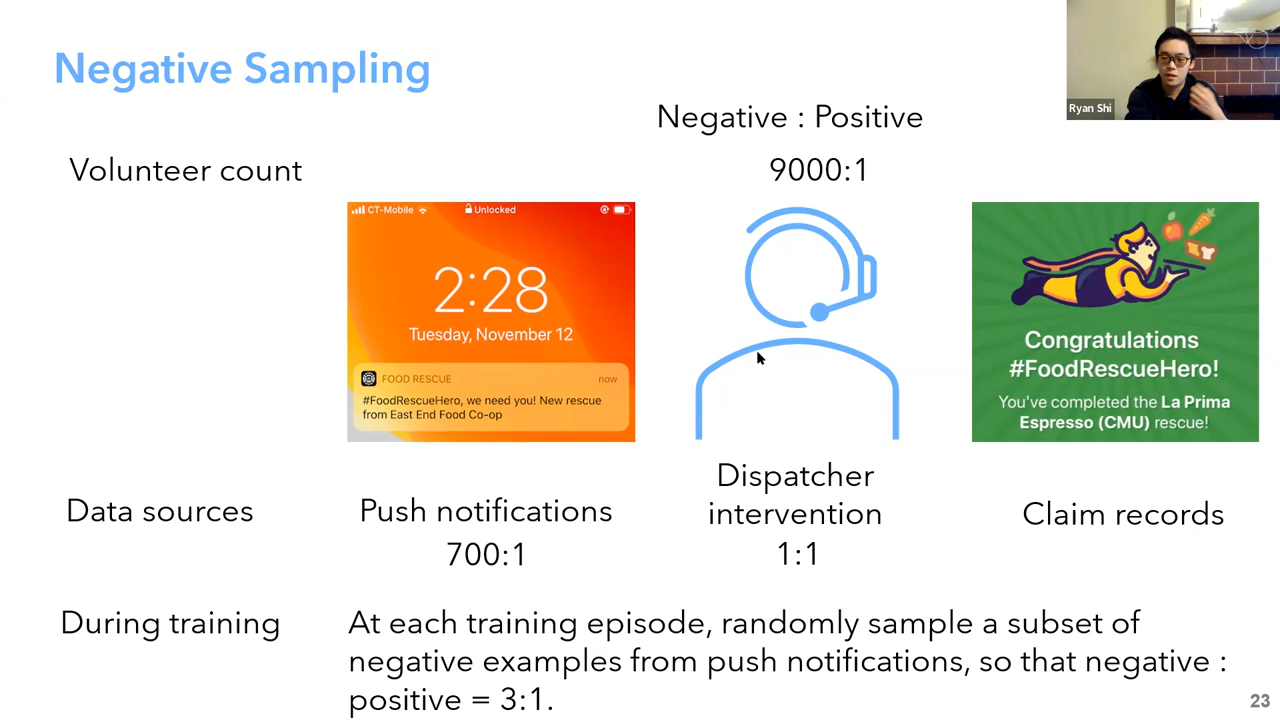 Negative Sampling
Ryan Shi
Negative : Positive
Volunteer count
9000:1
CT-Mobile
Unlocked
2:28
Tuesday, November 12
FOOD RESCUE
now
#FoodRescueHero, we need you! New rescue
from East End Food Co-op
Congratulations
#FoodRescueHero!
You've completed the La Prima
Espresso (CMU) rescue!
Data sources
Push notifications
700:1
Dispatcher
intervention
1:1
Claim records
During training
At each training episode, randomly sample a subset of
negative examples from push notifications, so that negative :
positive = 3:1.
23